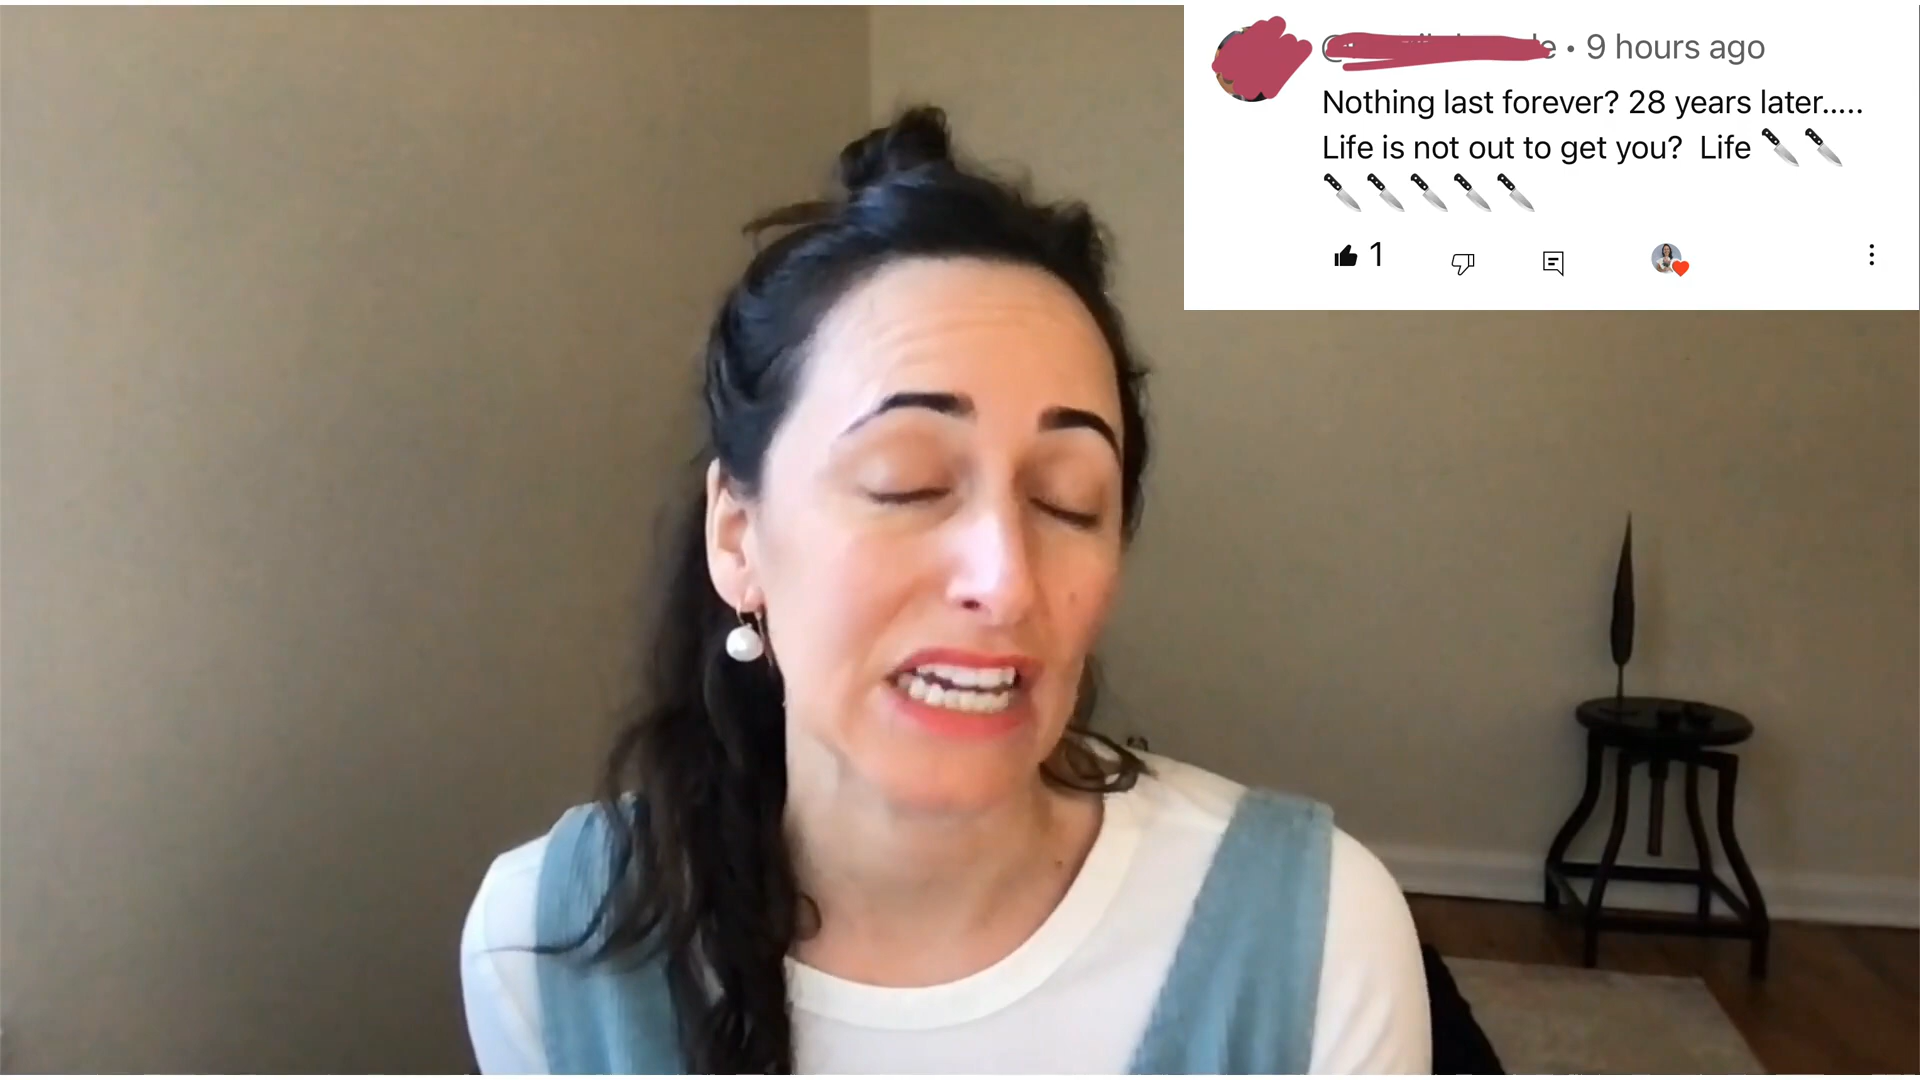 • 9 hours ago
Nothing last forever? 28 years later.....
Life is not out to get you?  Life 🔪🔪
🔪🔪🔪🔪🔪
1